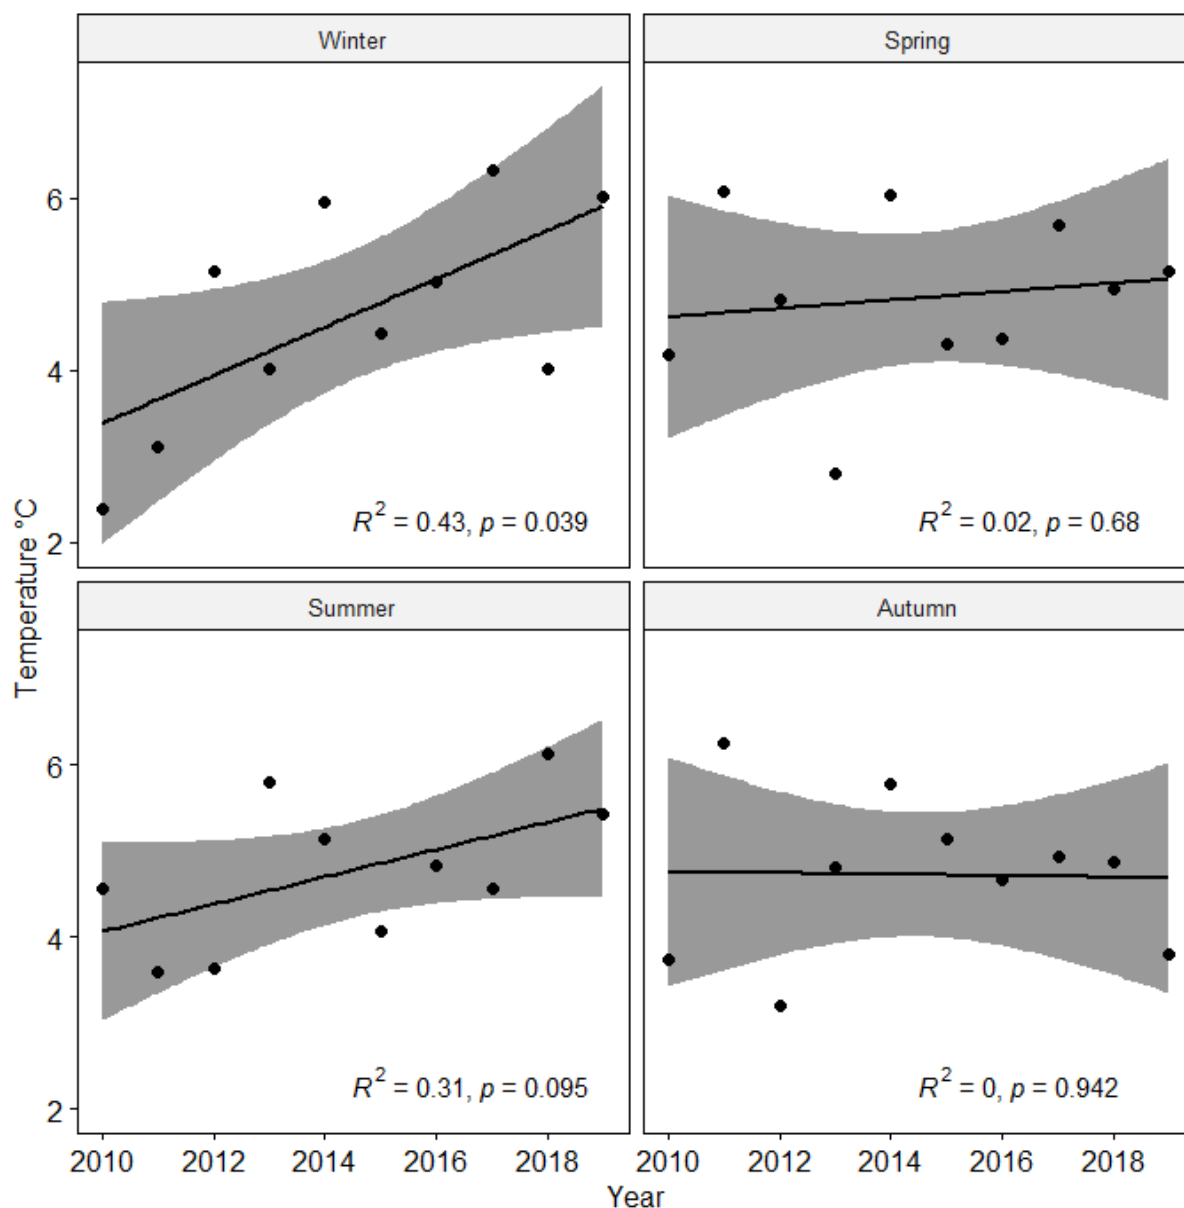 Winter
Spring
6
4
2
R² = 0.43, p = 0.039
R² = 0.02, p = 0.68
Temperature °C
Summer
Autumn
6
4
2
R² = 0.31, p = 0.095
R² = 0, p = 0.942
2010 2012 2014 2016 2018
2010 2012 2014 2016 2018
Year